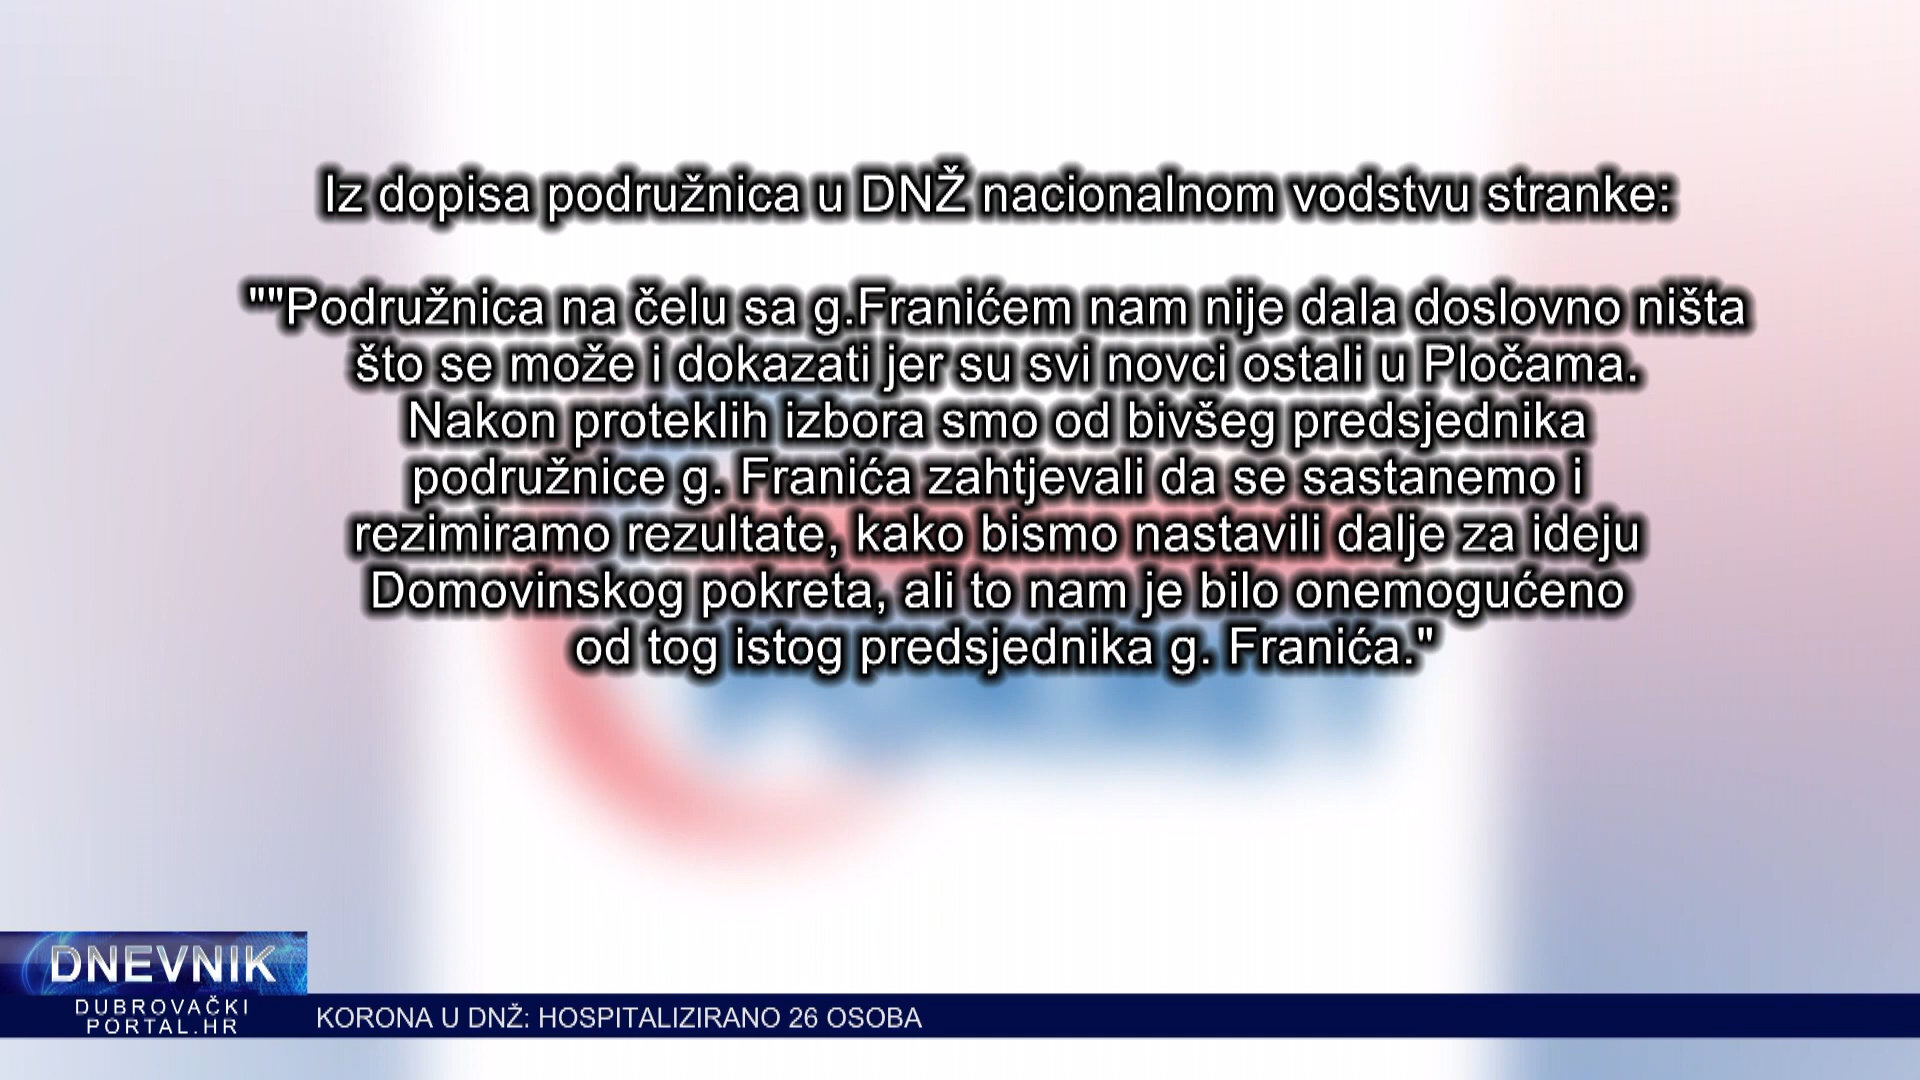 Iz dopisa podružnica u DNŽ nacionalnom vodstvu stranke:
""Podružnica na čelu sa g.Franićem nam nije dala doslovno ništa
što se može i dokazati jer su svi novci ostali u Pločama.
Nakon proteklih izbora smo od bivšeg predsjednika
podružnice g. Franića zahtjevali da se sastanemo i
rezimiramo rezultate, kako bismo nastavili dalje za ideju
Domovinskog pokreta, ali to nam je bilo onemogućeno
od tog istog predsjednika g. Franića."
DNEVNIK
DUBROVAČKI
PORTAL.HR
KORONA U DNŽ: HOSPITALIZIRANO 26 OSOBA